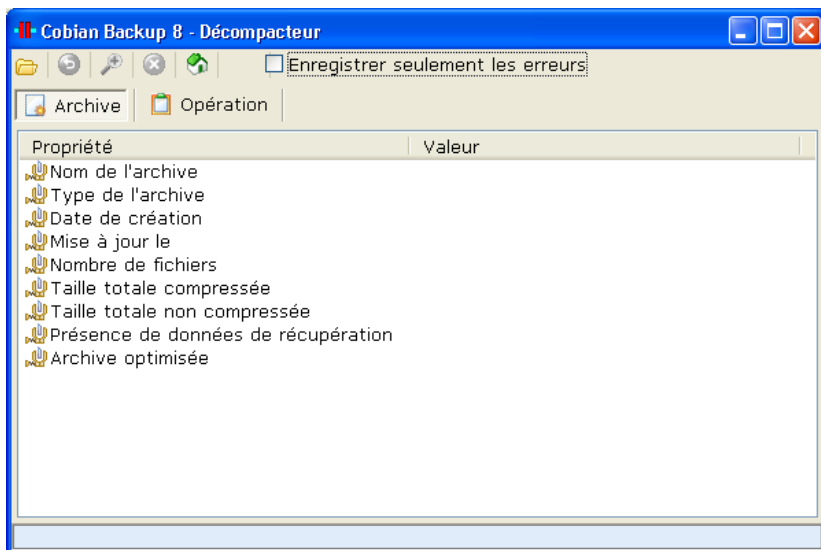 Cobian Backup 8 - Décompacteur
Enregistrer seulement les erreurs
Archive Opération
Propriété Valeur
Nom de l'archive
Type de l'archive
Date de création
Mise à jour le
Nombre de fichiers
Taille totale compressée
Taille totale non compressée
Présence de données de récupération
Archive optimisée